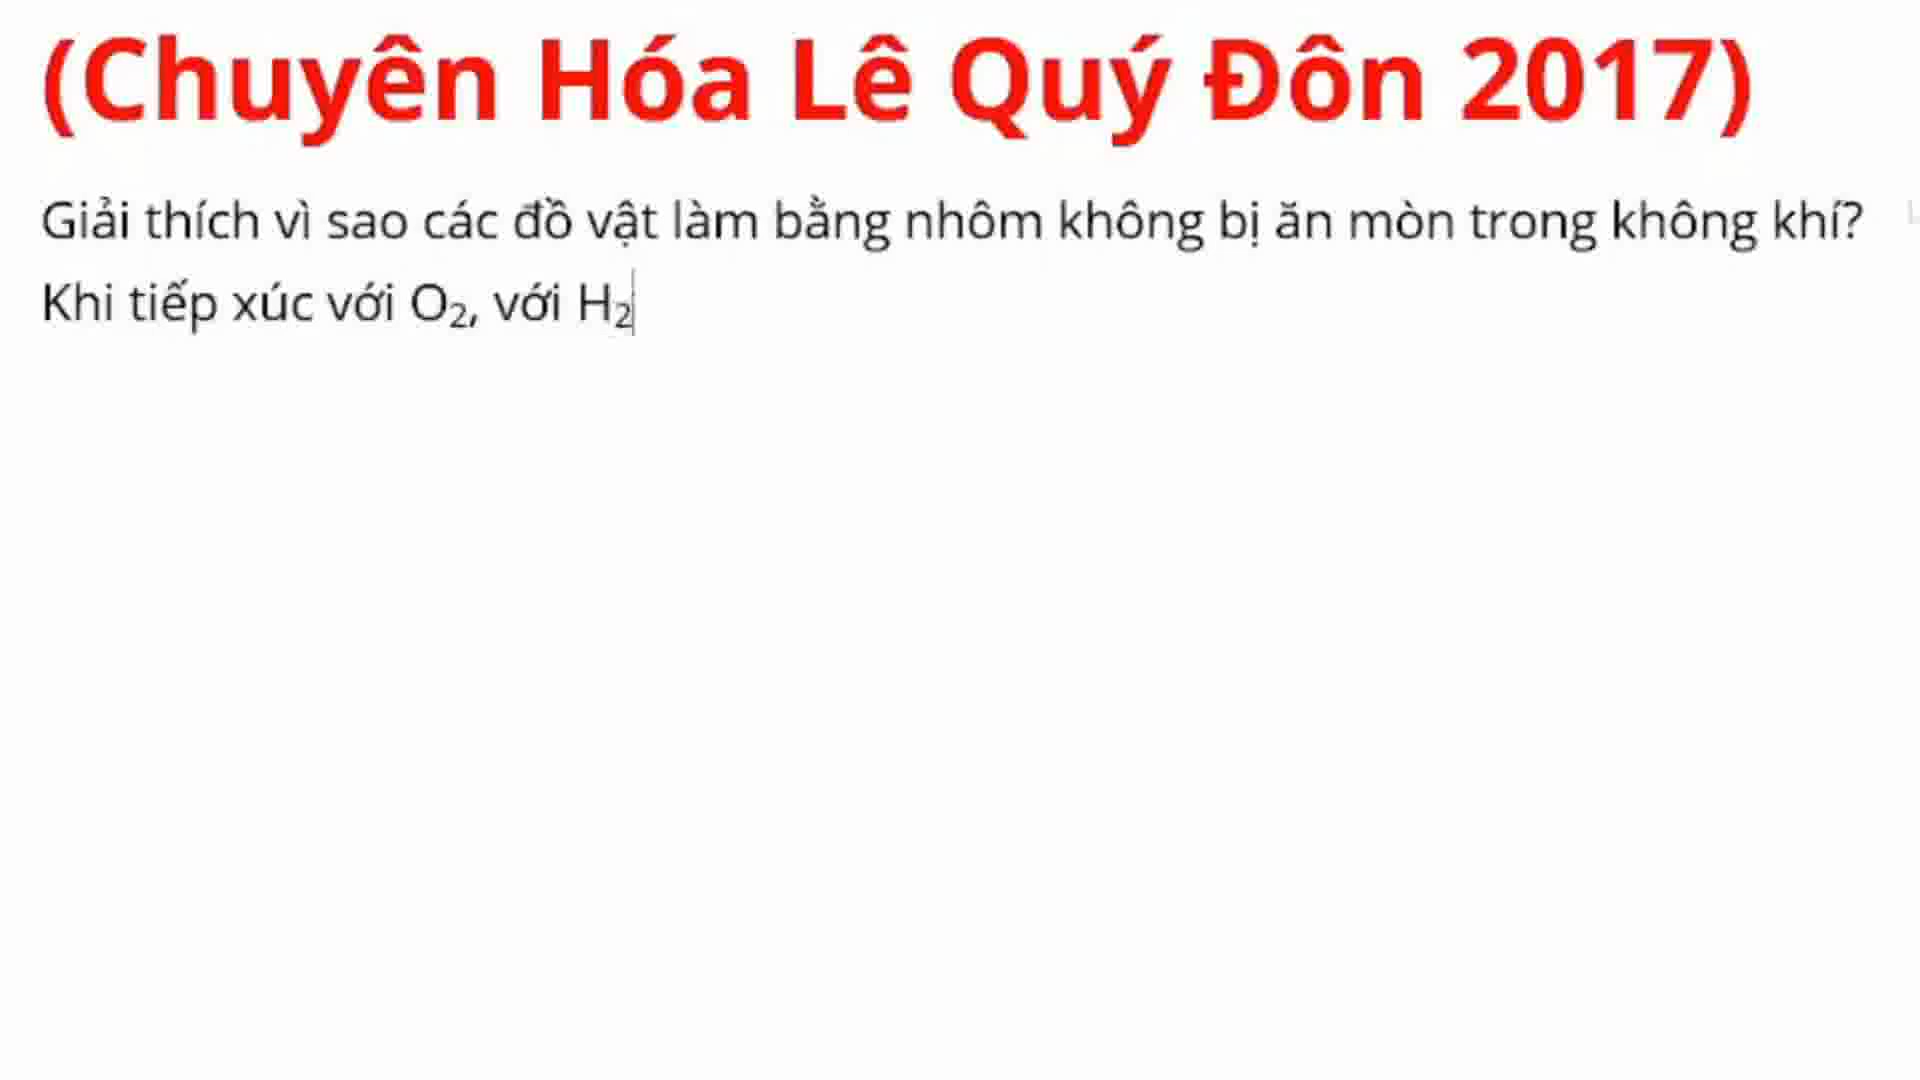 (Chuyên Hóa Lê Quý Đôn 2017)
Giải thích vì sao các đồ vật làm bằng nhôm không bị ăn mòn trong không khí?
Khi tiếp xúc với O₂, với H₂